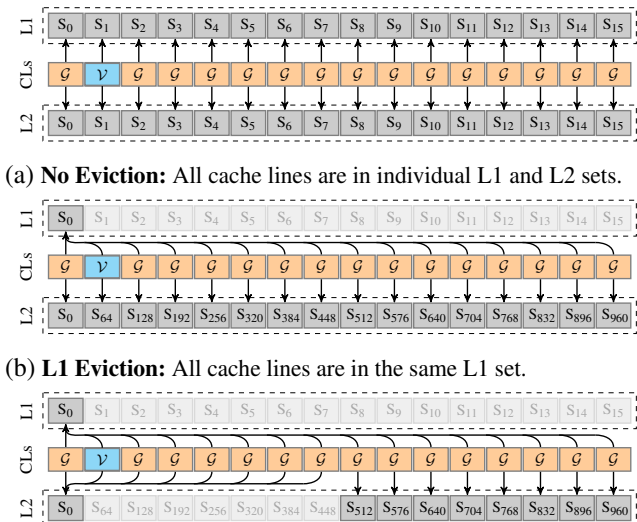 L1 S0 S1 S2 S3 S4 S5 S6 S7 S8 S9 S10 S11 S12 S13 S14 S15
CLs G V G G G G G G G G G G G G G G
L2 S0 S1 S2 S3 S4 S5 S6 S7 S8 S9 S10 S11 S12 S13 S14 S15
(a) No Eviction: All cache lines are in individual L1 and L2 sets.
L1 S0 S1 S2 S3 S4 S5 S6 S7 S8 S9 S10 S11 S12 S13 S14 S15
CLs G V G G G G G G G G G G G G G G
L2 S0 S64 S128 S192 S256 S320 S384 S448 S512 S576 S640 S704 S768 S832 S896 S960
(b) L1 Eviction: All cache lines are in the same L1 set.
L1 S0 S1 S2 S3 S4 S5 S6 S7 S8 S9 S10 S11 S12 S13 S14 S15
CLs G V G G G G G G G G G G G G G G
L2 S0 S64 S128 S192 S256 S320 S384 S448 S512 S576 S640 S704 S768 S832 S896 S960